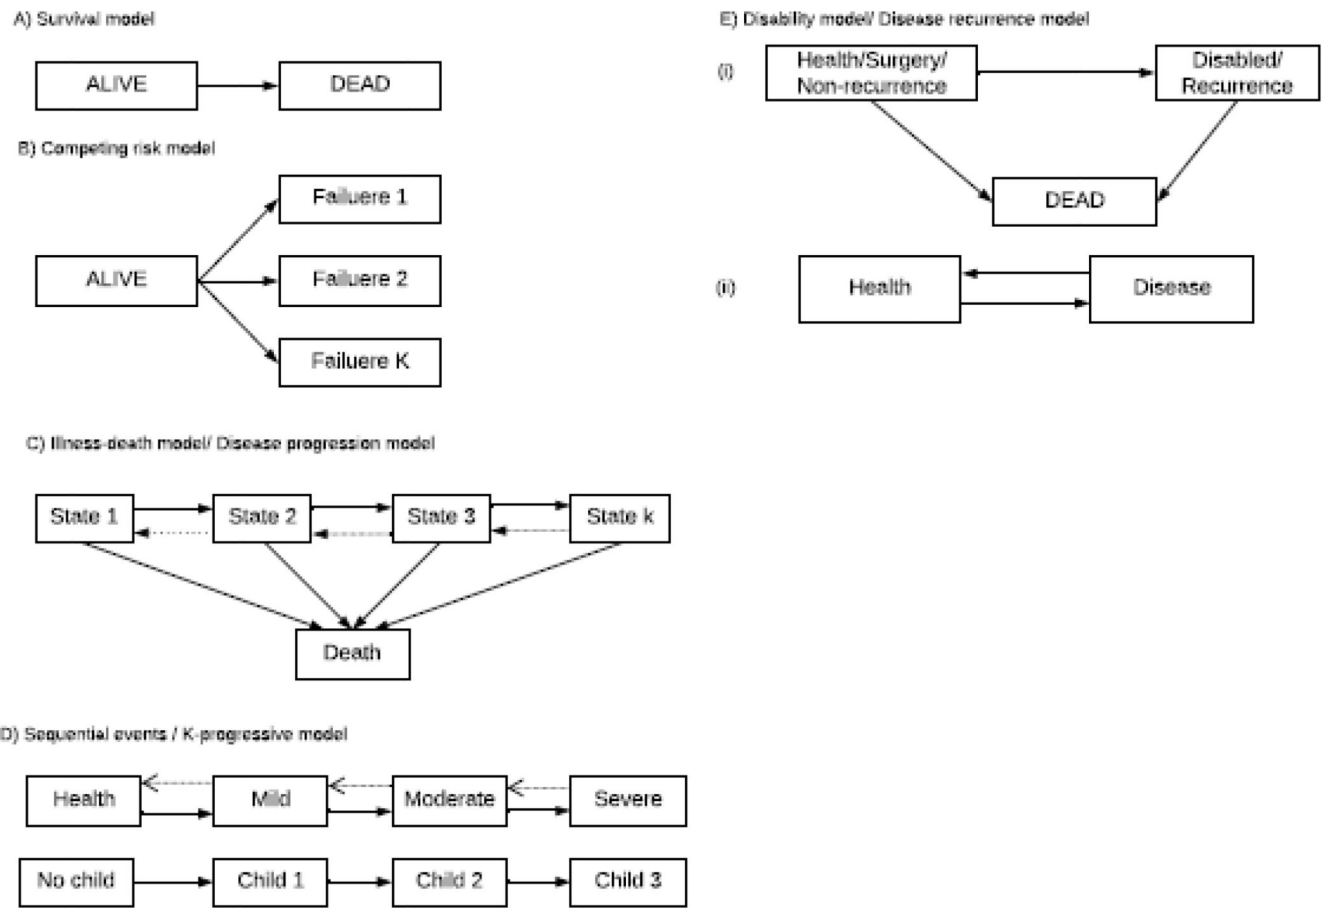 A) Survival model
ALIVE
DEAD
B) Competing risk model
Failuere 1
ALIVE
Failuere 2
Failuere K
C) Illness-death model/ Disease progression model
State 1
State 2
State 3
State k
Death
D) Sequential events / K-progressive model
Health
Mild
Moderate
Severe
No child
Child 1
Child 2
Child 3
E) Disability model/ Disease recurrence model
(i)
Health/Surgery/
Non-recurrence
Disabled/
Recurrence
DEAD
(ii)
Health
Disease